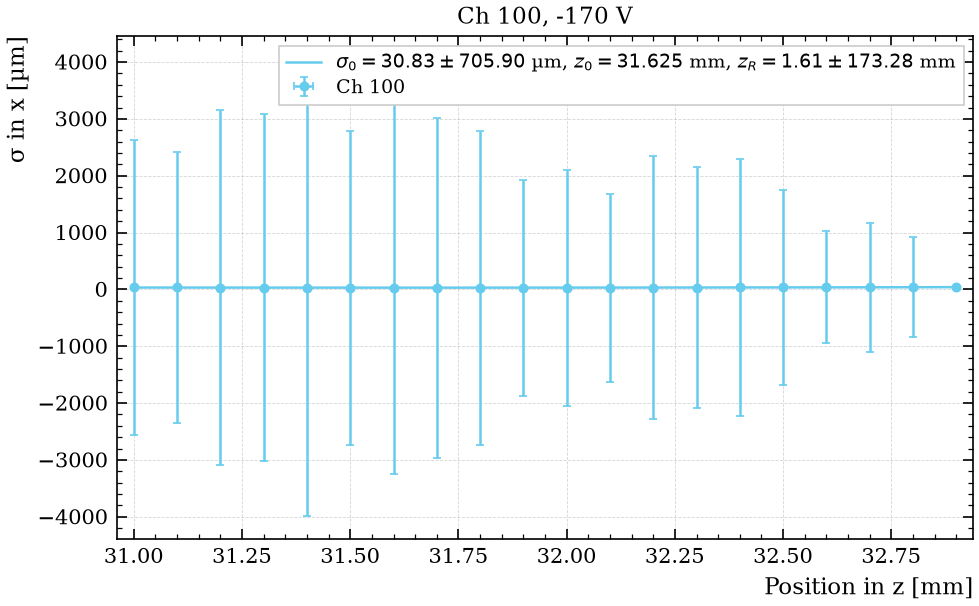 Ch 100, -170 V
σ in x [µm]
4000
3000
2000
1000
0
−1000
−2000
−3000
−4000
σ₀ = 30.83 ± 705.90 µm, z₀ = 31.625 mm, z_R = 1.61 ± 173.28 mm
Ch 100
31.00 31.25 31.50 31.75 32.00 32.25 32.50 32.75
Position in z [mm]